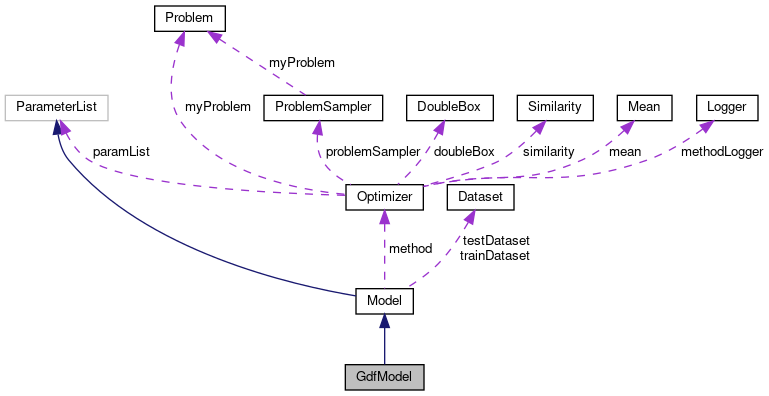 Problem
myProblem
ParameterList
myProblem
ProblemSampler
DoubleBox
Similarity
Mean
Logger
paramList
problemSampler
doubleBox
similarity
mean
methodLogger
Optimizer
Dataset
method
testDataset
trainDataset
Model
GdfModel